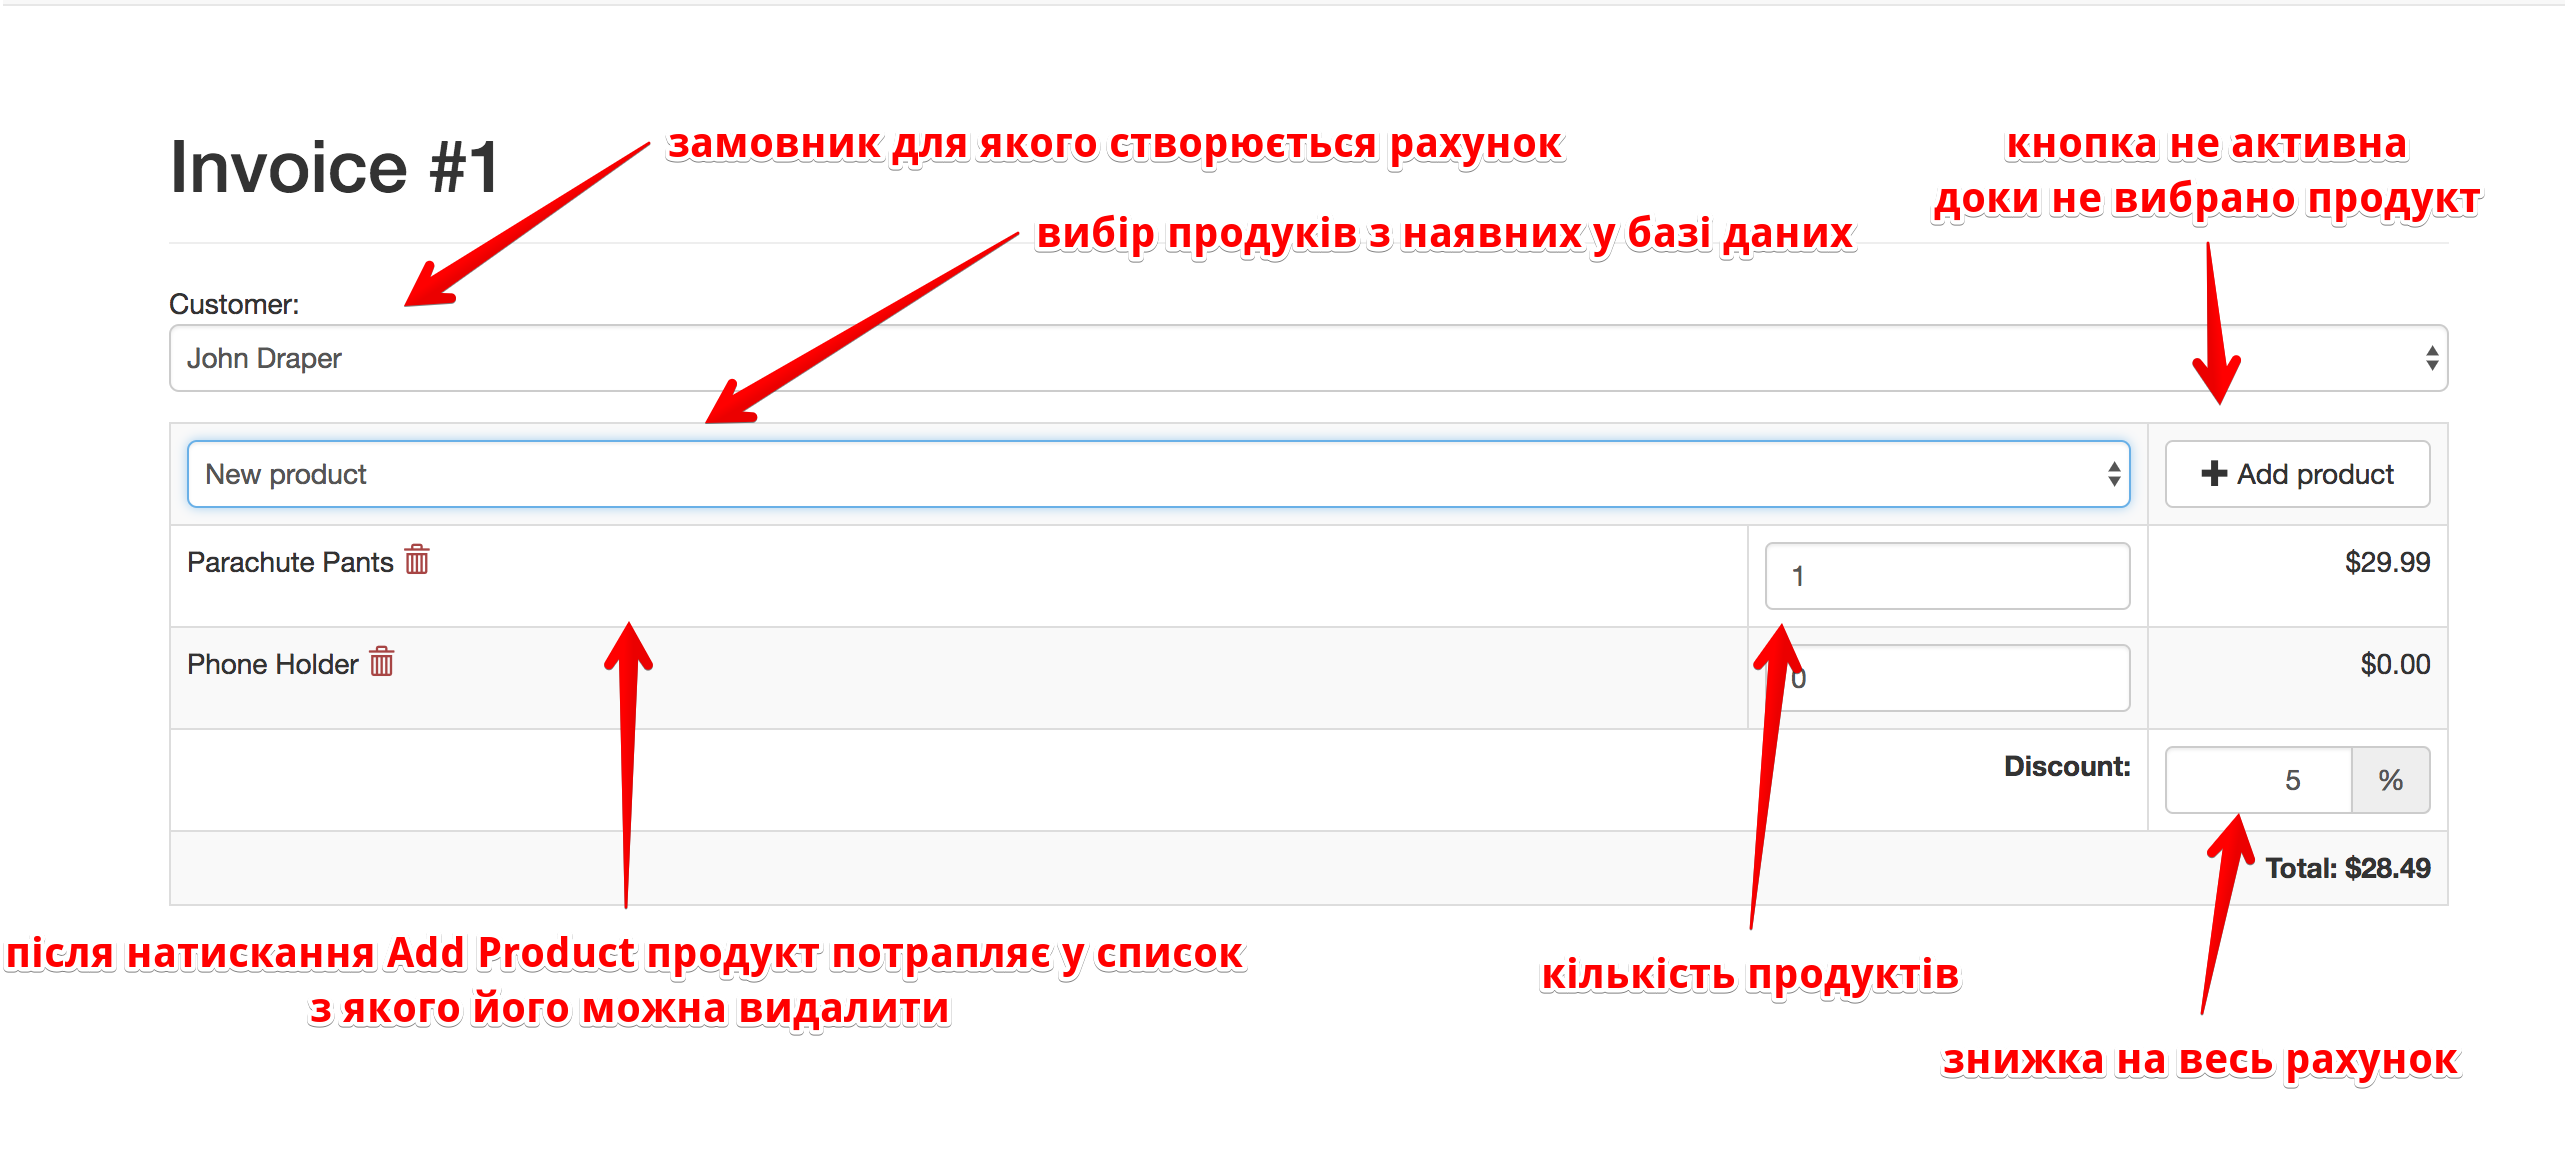 замовник для якого створюється рахунок
кнопка не активна
доки не вибрано продукт
Invoice #1
вибір продуків з наявних у базі даних
Customer:
John Draper
New product
Add product
Parachute Pants
1
$29.99
Phone Holder
0
$0.00
Discount:
5
%
Total: $28.49
після натискання Add Product продукт потрапляє у список
з якого його можна видалити
кількість продуктів
знижка на весь рахунок